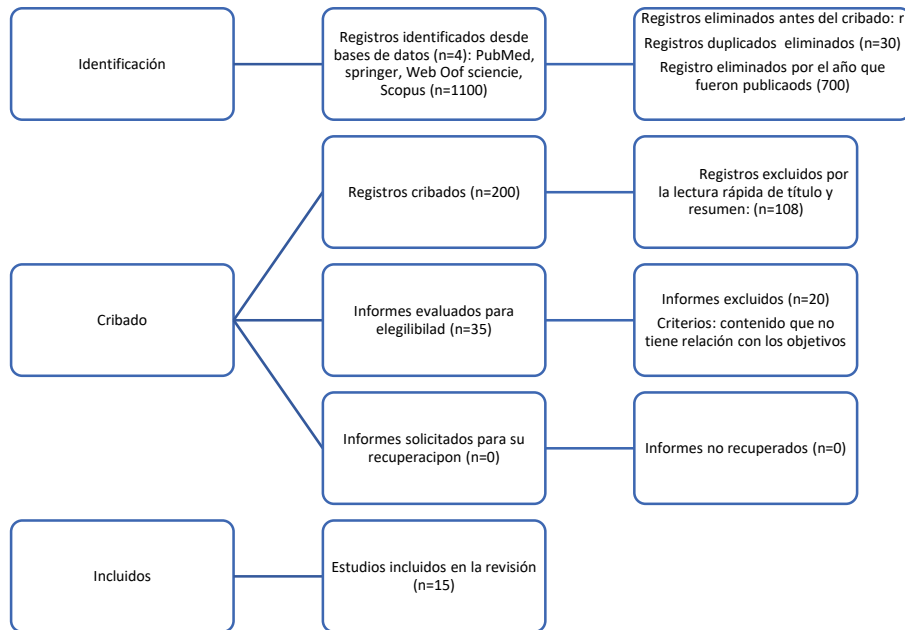 Identificación
Registros identificados desde
bases de datos (n=4): PubMed,
springer, Web Oof sciencie,
Scopus (n=1100)
Registros eliminados antes del cribado: r
Registros duplicados eliminados (n=30)
Registro eliminados por el año que
fueron publicaods (700)
Cribado
Registros cribados (n=200)
Registros excluidos por
la lectura rápida de título y
resumen: (n=108)
Informes evaluados para
elegilibilad (n=35)
Informes excluidos (n=20)
Criterios: contenido que no
tiene relación con los objetivos
Informes solicitados para su
recuperacipon (n=0)
Informes no recuperados (n=0)
Incluidos
Estudios incluidos en la revisión
(n=15)